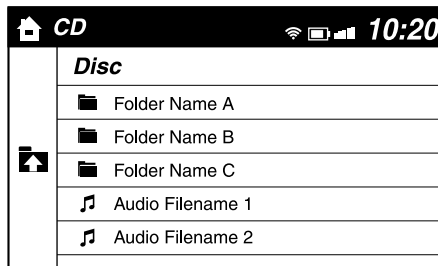 CD 10:20
Disc
Folder Name A
Folder Name B
Folder Name C
Audio Filename 1
Audio Filename 2